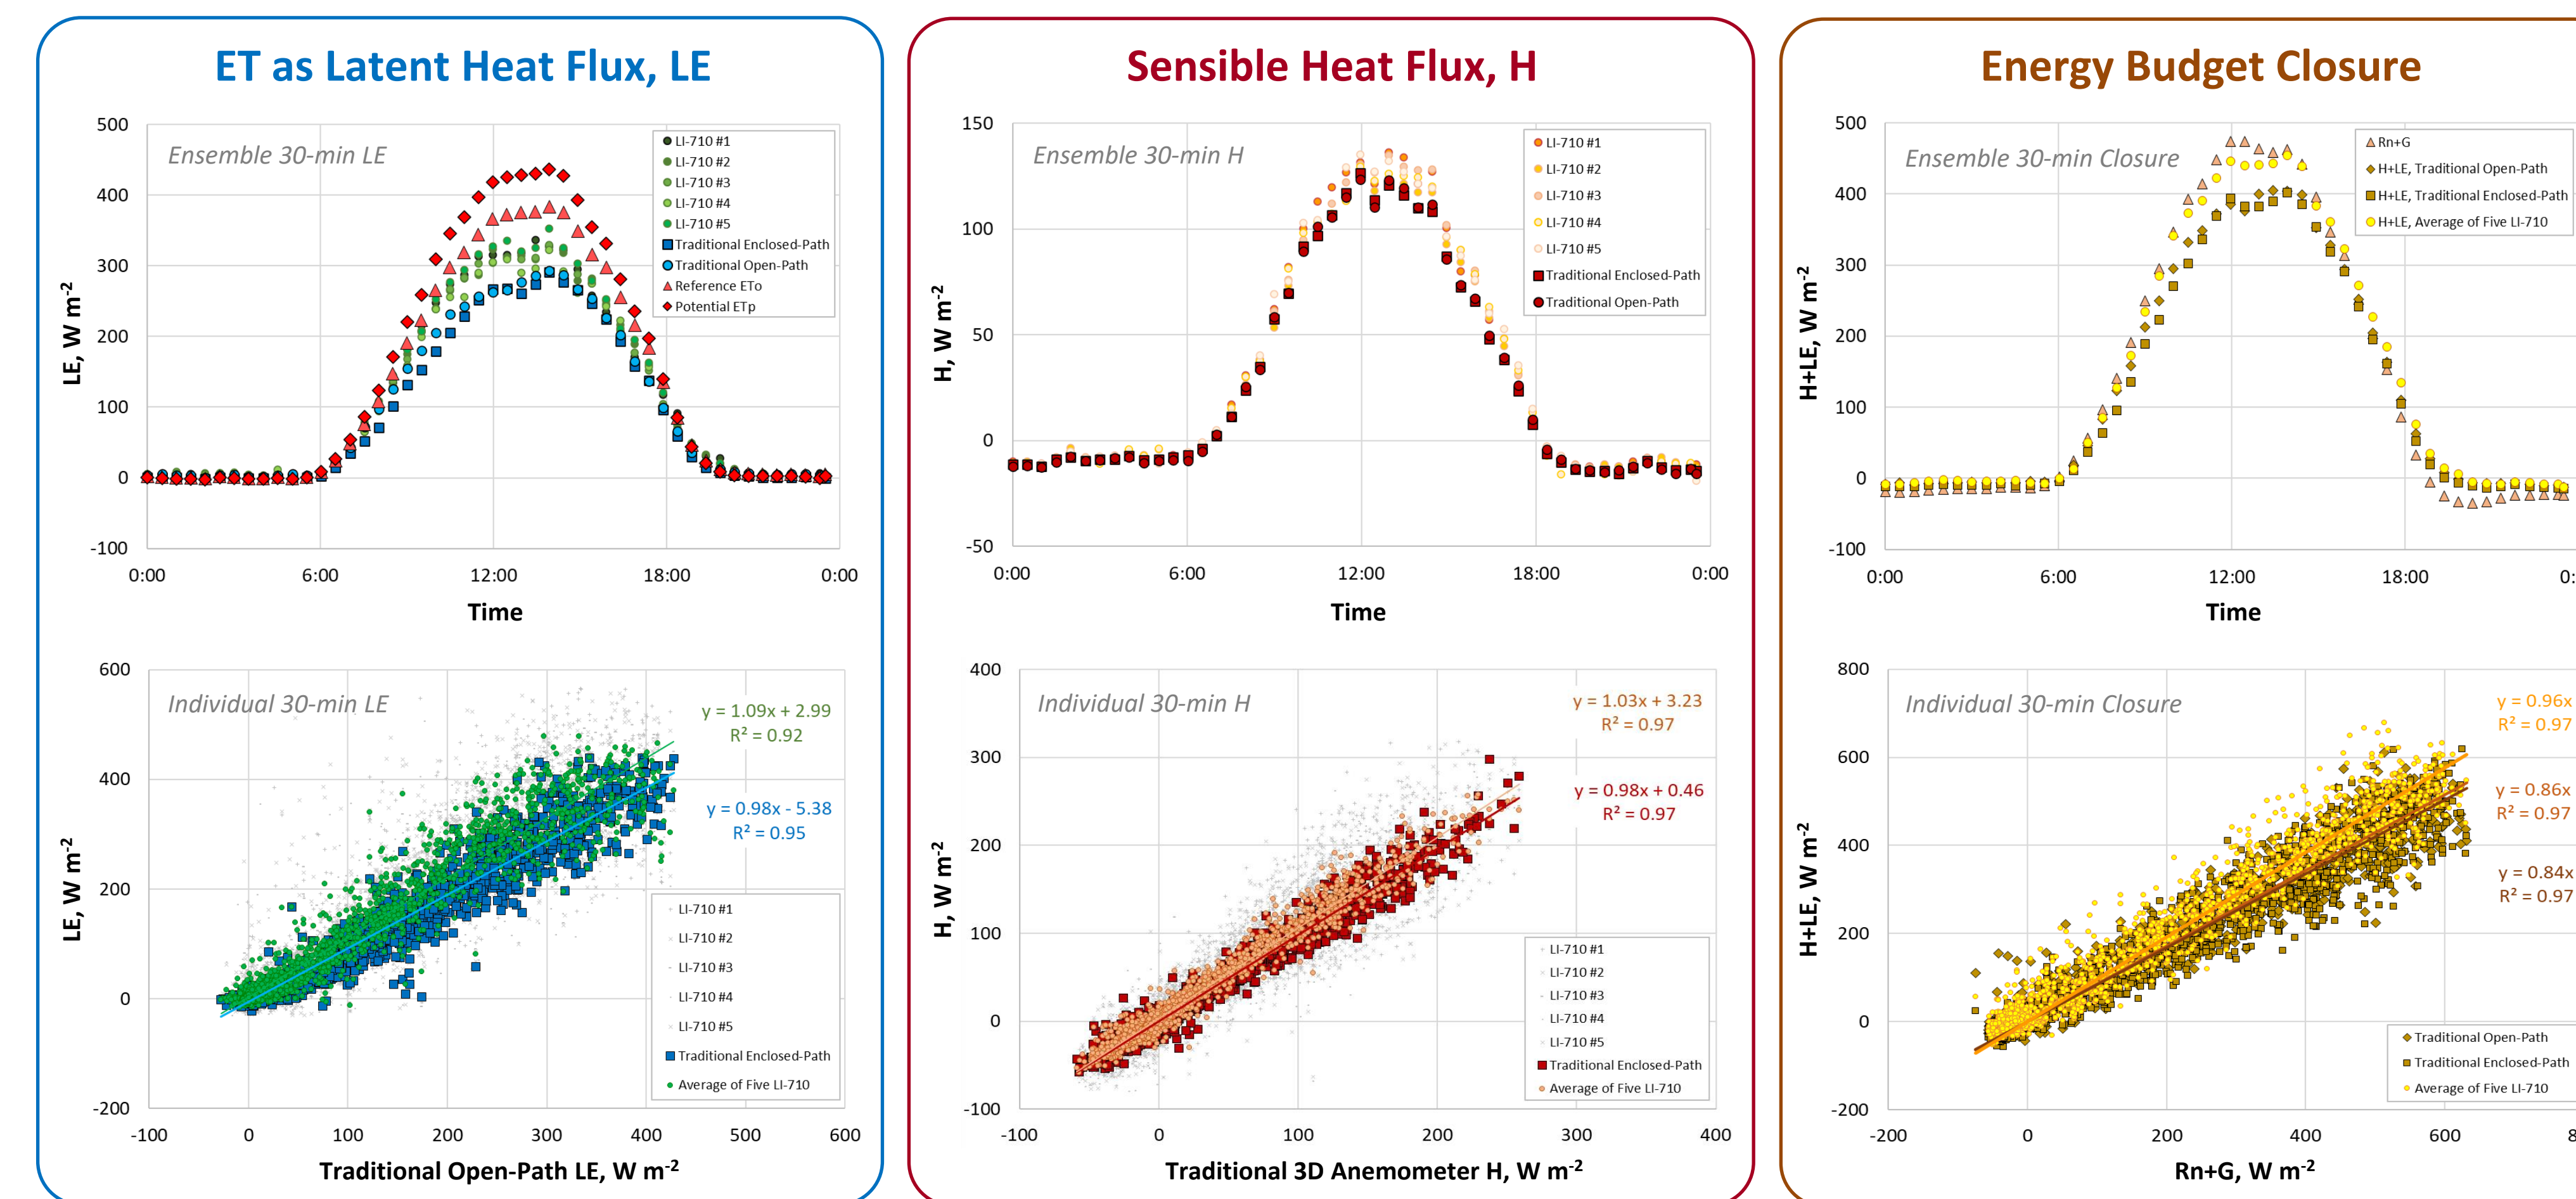 ET as Latent Heat Flux, LE
Ensemble 30-min LE
LI-710 #1
LI-710 #2
LI-710 #3
LI-710 #4
LI-710 #5
Traditional Enclosed-Path
Traditional Open-Path
Reference ETo
Potential ETp
LE, W m-2
500
400
300
200
100
0
-100
0:00 6:00 12:00 18:00 0:00
Time
Individual 30-min LE
y = 1.09x + 2.99
R² = 0.92
y = 0.98x - 5.38
R² = 0.95
LI-710 #1
LI-710 #2
LI-710 #3
LI-710 #4
LI-710 #5
Traditional Enclosed-Path
Average of Five LI-710
LE, W m-2
600
400
200
0
-200
-100 0 100 200 300 400 500 600
Traditional Open-Path LE, W m-2
Sensible Heat Flux, H
Ensemble 30-min H
LI-710 #1
LI-710 #2
LI-710 #3
LI-710 #4
LI-710 #5
Traditional Enclosed-Path
Traditional Open-Path
H, W m-2
150
100
50
0
-50
0:00 6:00 12:00 18:00 0:00
Time
Individual 30-min H
y = 1.03x + 3.23
R² = 0.97
y = 0.98x + 0.46
R² = 0.97
LI-710 #1
LI-710 #2
LI-710 #3
LI-710 #4
LI-710 #5
Traditional Enclosed-Path
Average of Five LI-710
H, W m-2
400
300
200
100
0
-100
-100 0 100 200 300 400
Traditional 3D Anemometer H, W m-2
Energy Budget Closure
Ensemble 30-min Closure
Rn+G
H+LE, Traditional Open-Path
H+LE, Traditional Enclosed-Path
H+LE, Average of Five LI-710
H+LE, W m-2
500
400
300
200
100
0
-100
0:00 6:00 12:00 18:00 0:
Time
Individual 30-min Closure
y = 0.96x
R² = 0.97
y = 0.86x
R² = 0.97
y = 0.84x
R² = 0.97
Traditional Open-Path
Traditional Enclosed-Path
Average of Five LI-710
H+LE, W m-2
800
600
400
200
0
-200
-200 0 200 400 600 8
Rn+G, W m-2